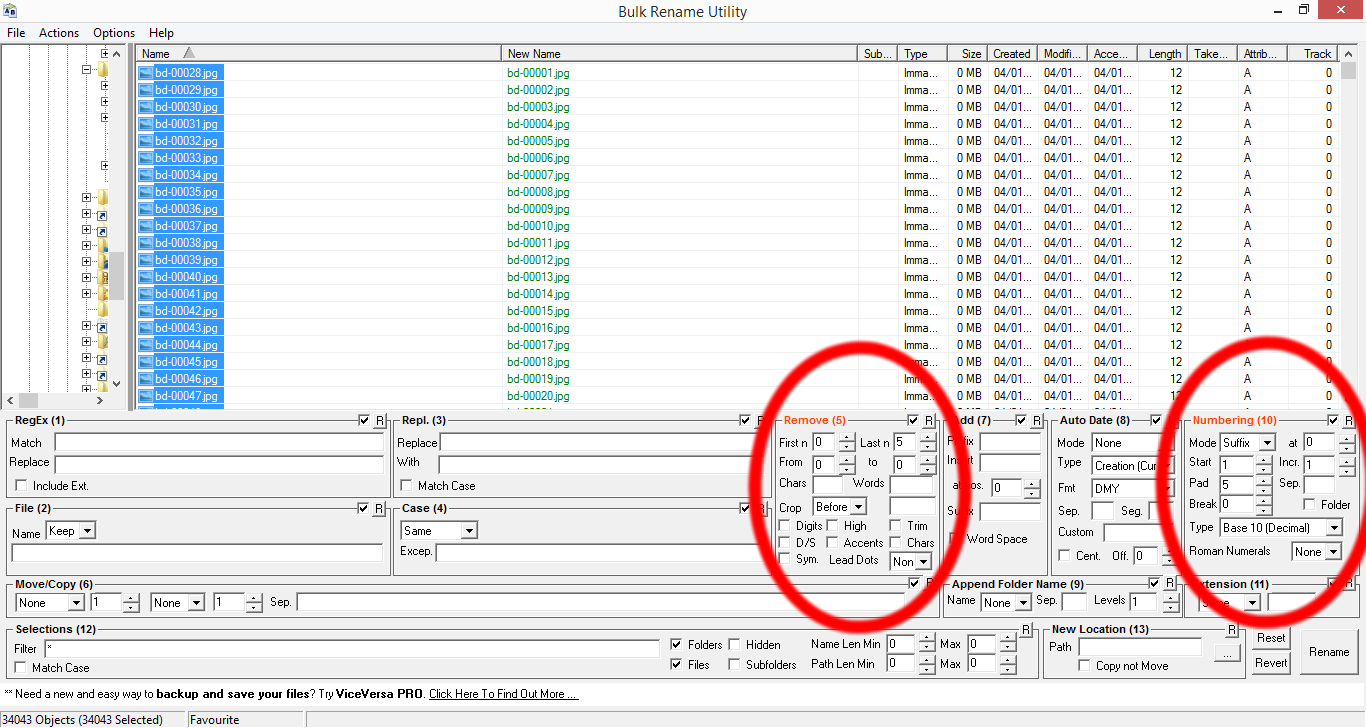 Bulk Rename Utility
File Actions Options Help
Name New Name Sub... Type Size Created Modifi... Acce... Length Take... Attrib... Track
bd-00028.jpg bd-00001.jpg Imma... 0 MB 04/01... 04/01... 04/01... 12 A 0
bd-00029.jpg bd-00002.jpg Imma... 0 MB 04/01... 04/01... 04/01... 12 A 0
bd-00030.jpg bd-00003.jpg Imma... 0 MB 04/01... 04/01... 04/01... 12 A 0
bd-00031.jpg bd-00004.jpg Imma... 0 MB 04/01... 04/01... 04/01... 12 A 0
bd-00032.jpg bd-00005.jpg Imma... 0 MB 04/01... 04/01... 04/01... 12 A 0
bd-00033.jpg bd-00006.jpg Imma... 0 MB 04/01... 04/01... 04/01... 12 A 0
bd-00034.jpg bd-00007.jpg Imma... 0 MB 04/01... 04/01... 04/01... 12 A 0
bd-00035.jpg bd-00008.jpg Imma... 0 MB 04/01... 04/01... 04/01... 12 A 0
bd-00036.jpg bd-00009.jpg Imma... 0 MB 04/01... 04/01... 04/01... 12 A 0
bd-00037.jpg bd-00010.jpg Imma... 0 MB 04/01... 04/01... 04/01... 12 A 0
bd-00038.jpg bd-00011.jpg Imma... 0 MB 04/01... 04/01... 04/01... 12 A 0
bd-00039.jpg bd-00012.jpg Imma... 0 MB 04/01... 04/01... 04/01... 12 A 0
bd-00040.jpg bd-00013.jpg Imma... 0 MB 04/01... 04/01... 04/01... 12 A 0
bd-00041.jpg bd-00014.jpg Imma... 0 MB 04/01... 04/01... 04/01... 12 A 0
bd-00042.jpg bd-00015.jpg Imma... 0 MB 04/01... 04/01... 04/01... 12 A 0
bd-00043.jpg bd-00016.jpg Imma... 0 MB 04/01... 04/01... 04/01... 12 A 0
bd-00044.jpg bd-00017.jpg Imma... 0 MB 04/01... 04/01... 04/01... 12 A 0
bd-00045.jpg bd-00018.jpg Imma... 0 MB 04/01... 04/01... 04/01... 12 A 0
bd-00046.jpg bd-00019.jpg 0 MB 04/01... 04/01... 04/01... 12 A 0
bd-00047.jpg bd-00020.jpg Imma... 0 MB 04/01... 04/01... 04/01... 12 A 0
RegEx (1) R Repl. (3) R Remove (5) R Add (7) R Auto Date (8) Numbering (10) R
Match Replace First n 0 Last n 5 Prefix Mode None Mode Suffix at 0
Replace With From 0 to 0 Insert Type Creation (Cur Start 1 Incr. 1
Include Ext. Match Case Chars Words at pos. 0 Fmt DMY Pad 5 Sep.
File (2) R Case (4) R Crop Before Suffix Sep. Seg. Break 0 Folder
Name Keep Same Digits High Trim Word Space Custom Type Base 10 (Decimal)
Excep. D/S Accents Chars Cent. Off. 0 Roman Numerals None
Sym. Lead Dots Non
Move/Copy (6) R Append Folder Name (9) R Extension (11) R
None 1 None 1 Sep. Name None Sep. Levels 1
Selections (12) R New Location (13) R Reset
Filter * Folders Hidden Name Len Min 0 Max 0 Path ... Rename
Match Case Files Subfolders Path Len Min 0 Max 0 Copy not Move Revert
** Need a new and easy way to backup and save your files? Try ViceVersa PRO. Click Here To Find Out More ...
34043 Objects (34043 Selected) Favourite